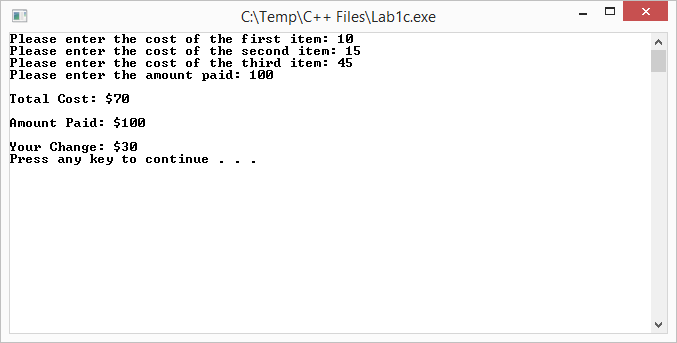 C:\Temp\C++ Files\Lab1c.exe
Please enter the cost of the first item: 10
Please enter the cost of the second item: 15
Please enter the cost of the third item: 45
Please enter the amount paid: 100
Total Cost: $70
Amount Paid: $100
Your Change: $30
Press any key to continue . . .